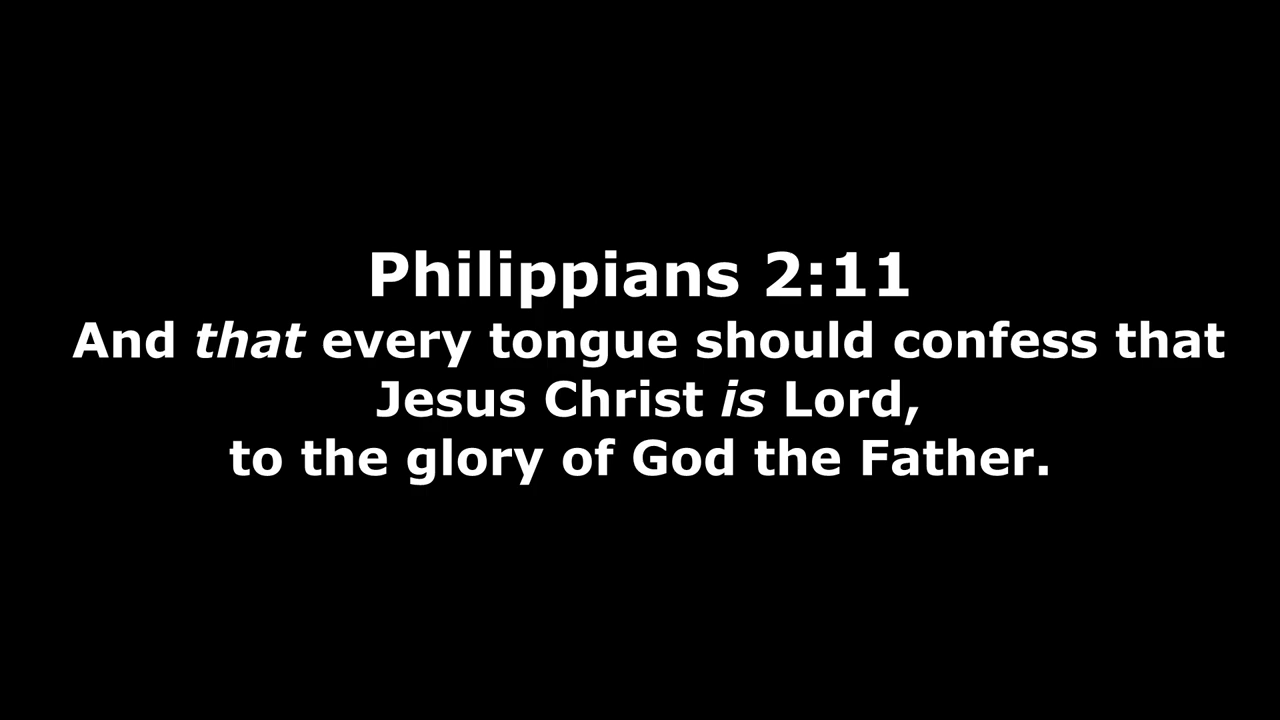 Philippians 2:11
And that every tongue should confess that
Jesus Christ is Lord,
to the glory of God the Father.